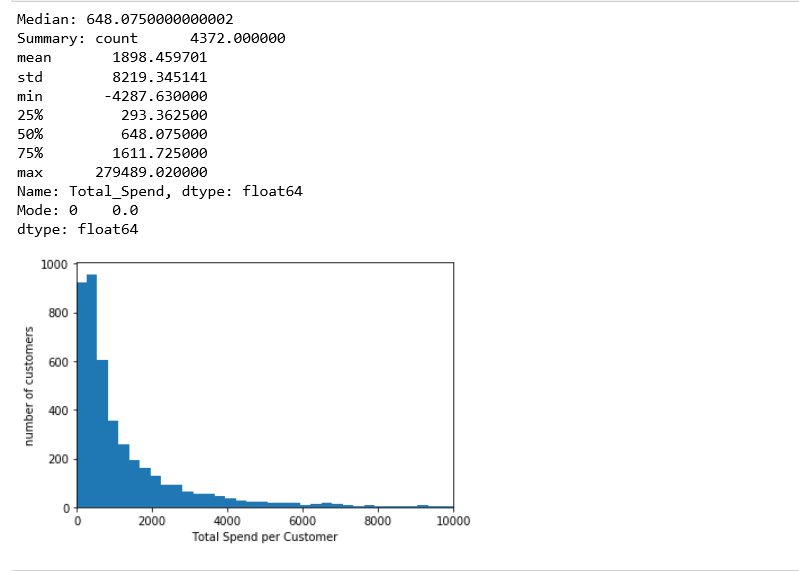 Median: 648.0750000000002
Summary: count      4372.000000
mean       1898.459701
std        8219.345141
min       -4287.630000
25%         293.362500
50%         648.075000
75%        1611.725000
max      279489.020000
Name: Total_Spend, dtype: float64
Mode: 0    0.0
dtype: float64
1000
800
600
400
200
0
number of customers
0 2000 4000 6000 8000 10000
Total Spend per Customer